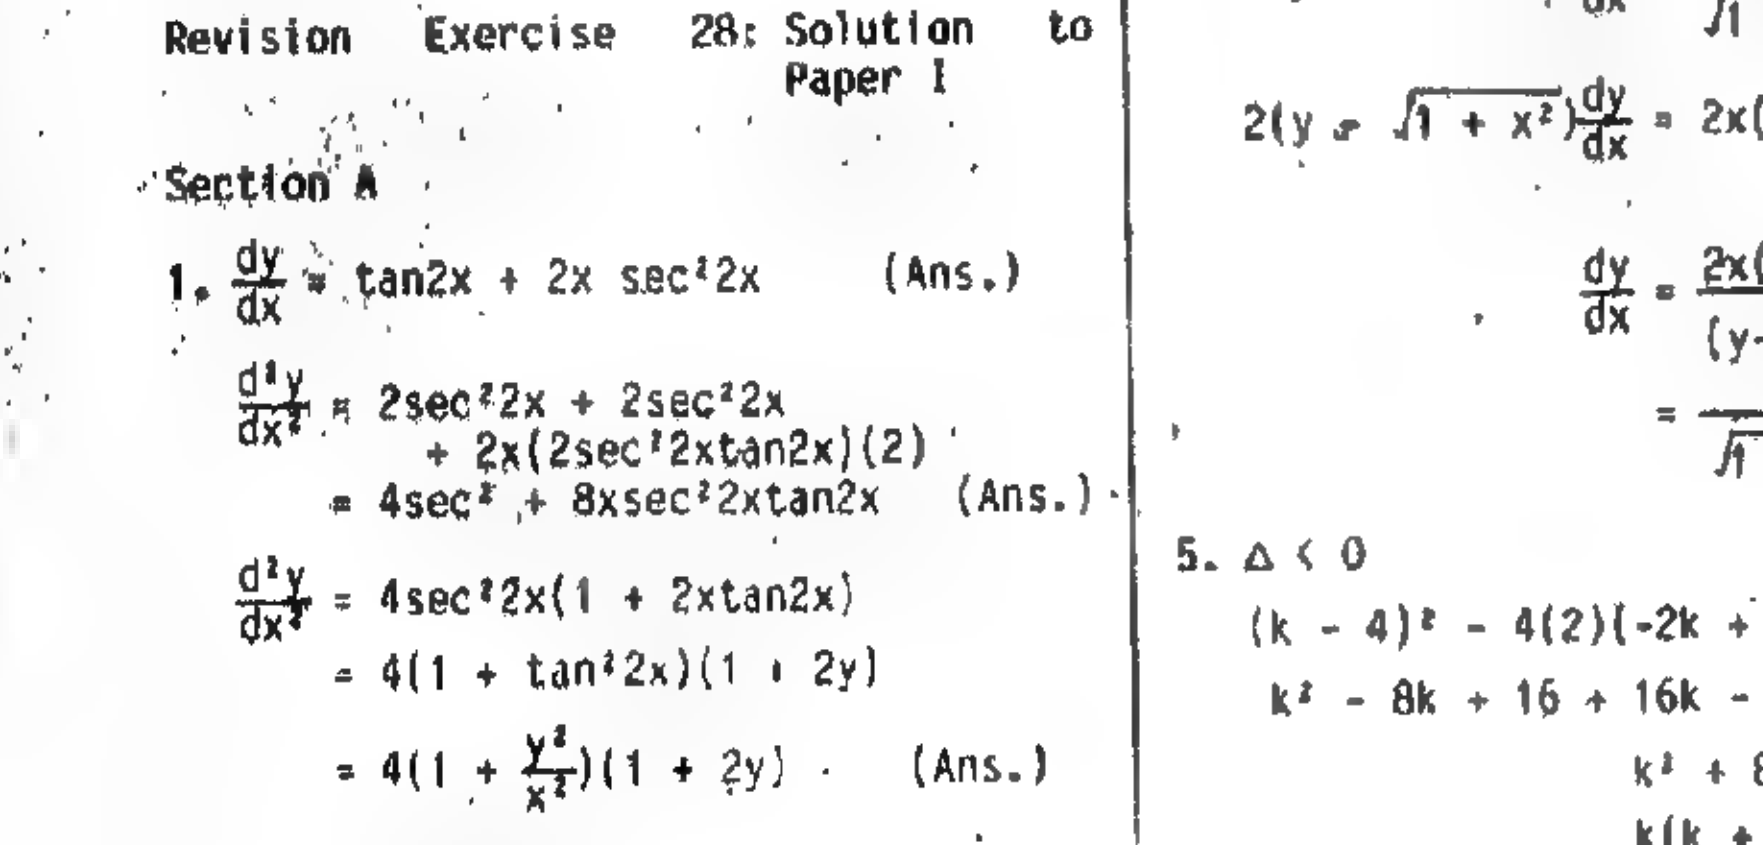 Revision Exercise 28: Solution to
Paper I
Section A
1. dy/dx = tan2x + 2x sec²2x (Ans.)
d²y/dx² = 2sec²2x + 2sec²2x
+ 2x(2sec²2xtan2x)(2)
= 4sec² + 8xsec²2xtan2x (Ans.)
d²y/dx² = 4sec²2x(1 + 2xtan2x)
= 4(1 + tan²2x)(1 + 2y)
= 4(1 + y²/x²)(1 + 2y) (Ans.)
dx √1
2(y - √1 + x²)dy/dx = 2x(
dy/dx = 2x(/(y-
= /√1
5. Δ < 0
(k - 4)² - 4(2)(-2k +
k² - 8k + 16 + 16k -
k² + 8
k(k +